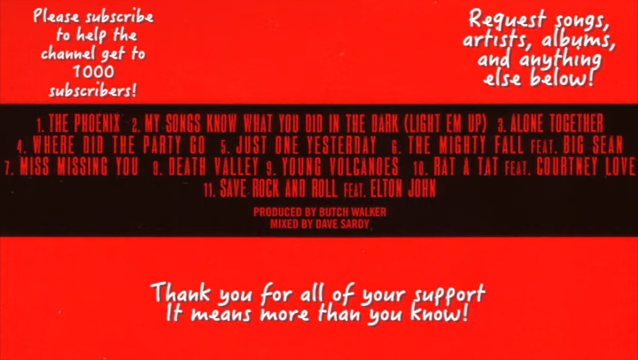 Please subscribe
to help the
channel get to
1000
subscribers!
Request songs,
artists, albums,
and anything
else below!
1. THE PHOENIX 2. MY SONGS KNOW WHAT YOU DID IN THE DARK (LIGHT EM UP) 3. ALONE TOGETHER
4. WHERE DID THE PARTY GO 5. JUST ONE YESTERDAY 6. THE MIGHTY FALL FEAT. BIG SEAN
7. MISS MISSING YOU 8. DEATH VALLEY 9. YOUNG VOLCANOES 10. RAT A TAT FEAT. COURTNEY LOVE
11. SAVE ROCK AND ROLL FEAT. ELTON JOHN
PRODUCED BY BUTCH WALKER
MIXED BY DAVE SARDY
Thank you for all of your support
It means more than you know!